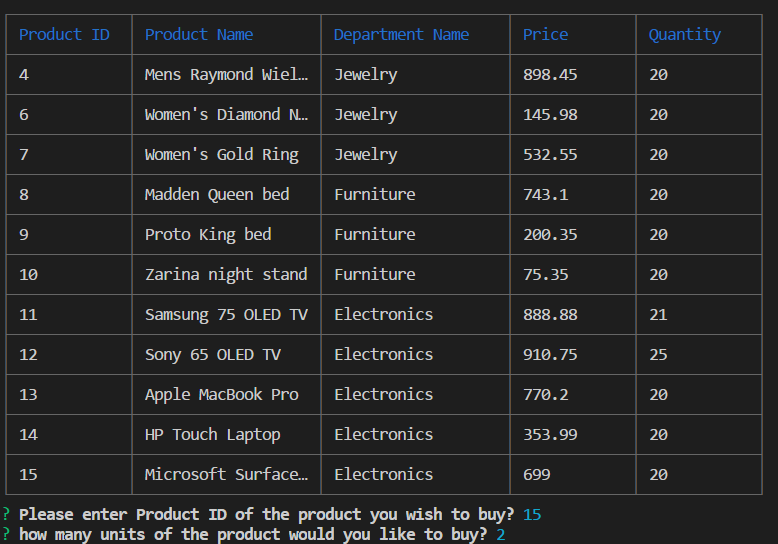 Product ID Product Name Department Name Price Quantity
4 Mens Raymond Wiel… Jewelry 898.45 20
6 Women's Diamond N… Jewelry 145.98 20
7 Women's Gold Ring Jewelry 532.55 20
8 Madden Queen bed Furniture 743.1 20
9 Proto King bed Furniture 200.35 20
10 Zarina night stand Furniture 75.35 20
11 Samsung 75 OLED TV Electronics 888.88 21
12 Sony 65 OLED TV Electronics 910.75 25
13 Apple MacBook Pro Electronics 770.2 20
14 HP Touch Laptop Electronics 353.99 20
15 Microsoft Surface… Electronics 699 20
? Please enter Product ID of the product you wish to buy? 15
? how many units of the product would you like to buy? 2